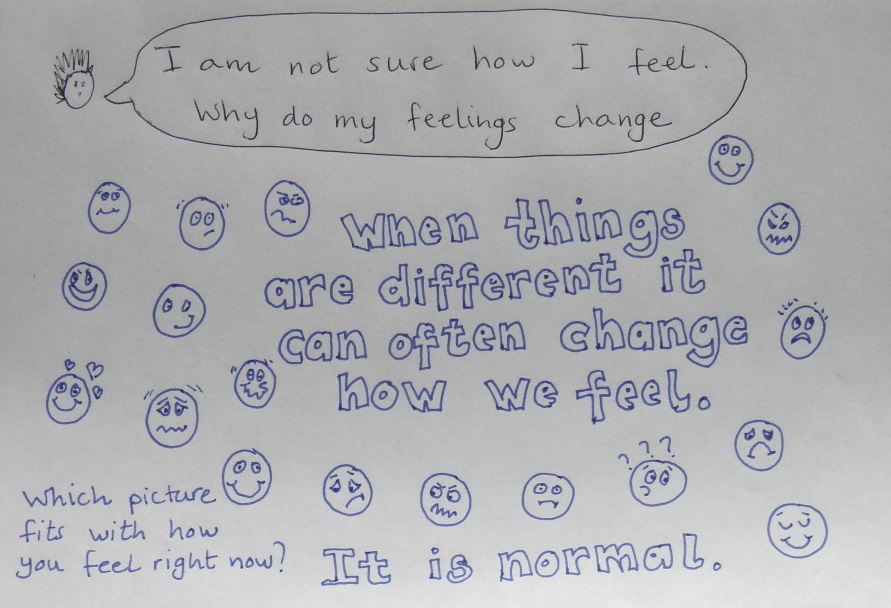 I am not sure how I feel.
Why do my feelings change
When things
are different it
can often change
how we feel.
? ? ?
Which picture
fits with how
you feel right now?
It is normal.